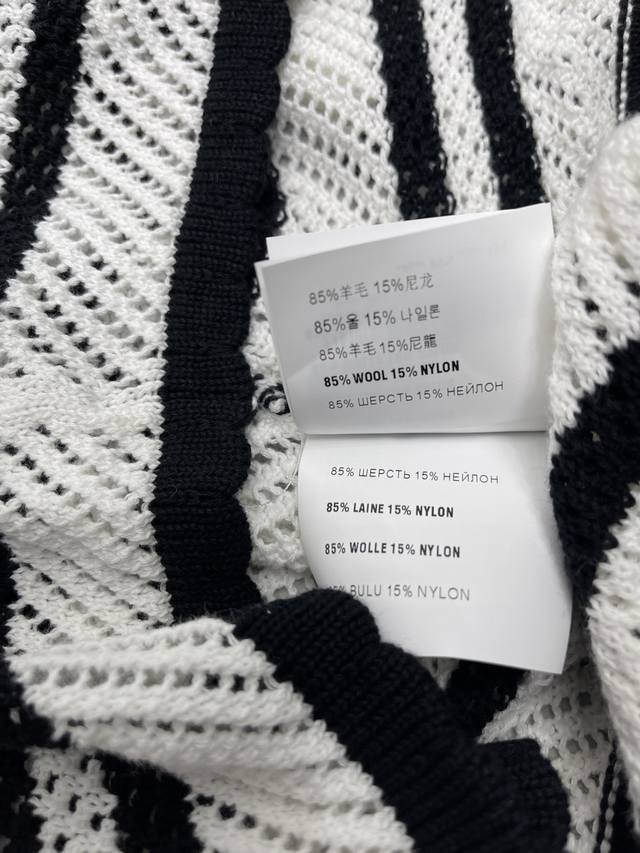 85%羊毛 15%尼龙
85%울 15% 나일론
85%羊毛 15%尼龍
85% WOOL 15% NYLON
85% ШЕРСТЬ 15% НЕЙЛОН
85% ШЕРСТЬ 15% НЕЙЛОН
85% LAINE 15% NYLON
85% WOLLE 15% NYLON
BULU 15% NYLON